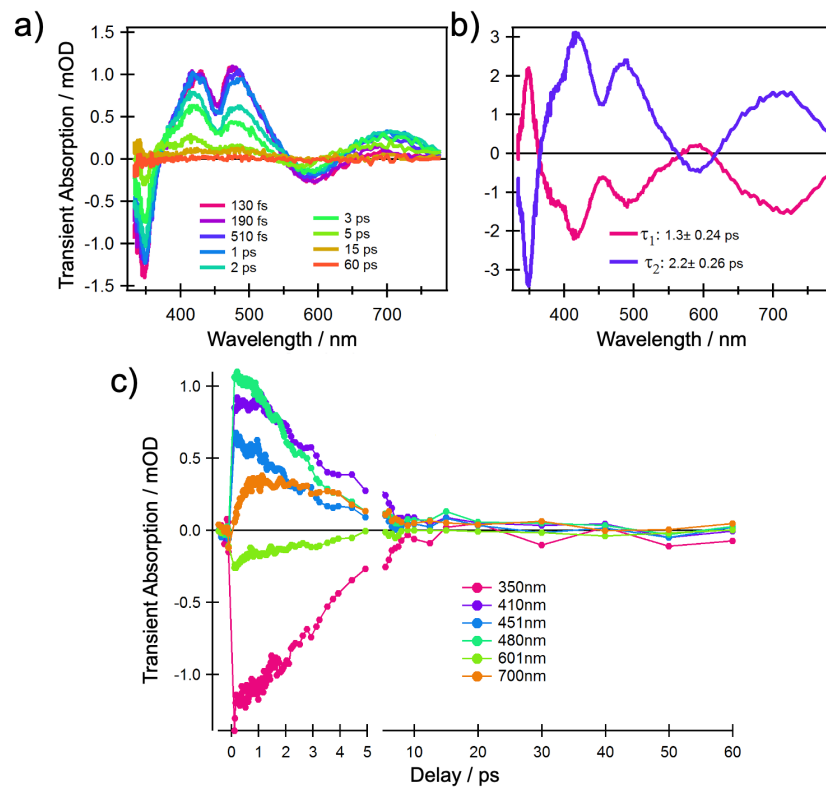 a)
b)
1.5
1.0
0.5
0.0
-0.5
-1.0
-1.5
Transient Absorption / mOD
130 fs
190 fs
510 fs
1 ps
2 ps
3 ps
5 ps
15 ps
60 ps
400
500
600
700
Wavelength / nm
3
2
1
0
-1
-2
-3
τ1: 1.3± 0.24 ps
τ2: 2.2± 0.26 ps
400
500
600
700
Wavelength / nm
c)
1.0
0.5
0.0
-0.5
-1.0
Transient Absorption / mOD
350nm
410nm
451nm
480nm
601nm
700nm
0 1 2 3 4 5 10 20 30 40 50 60
Delay / ps